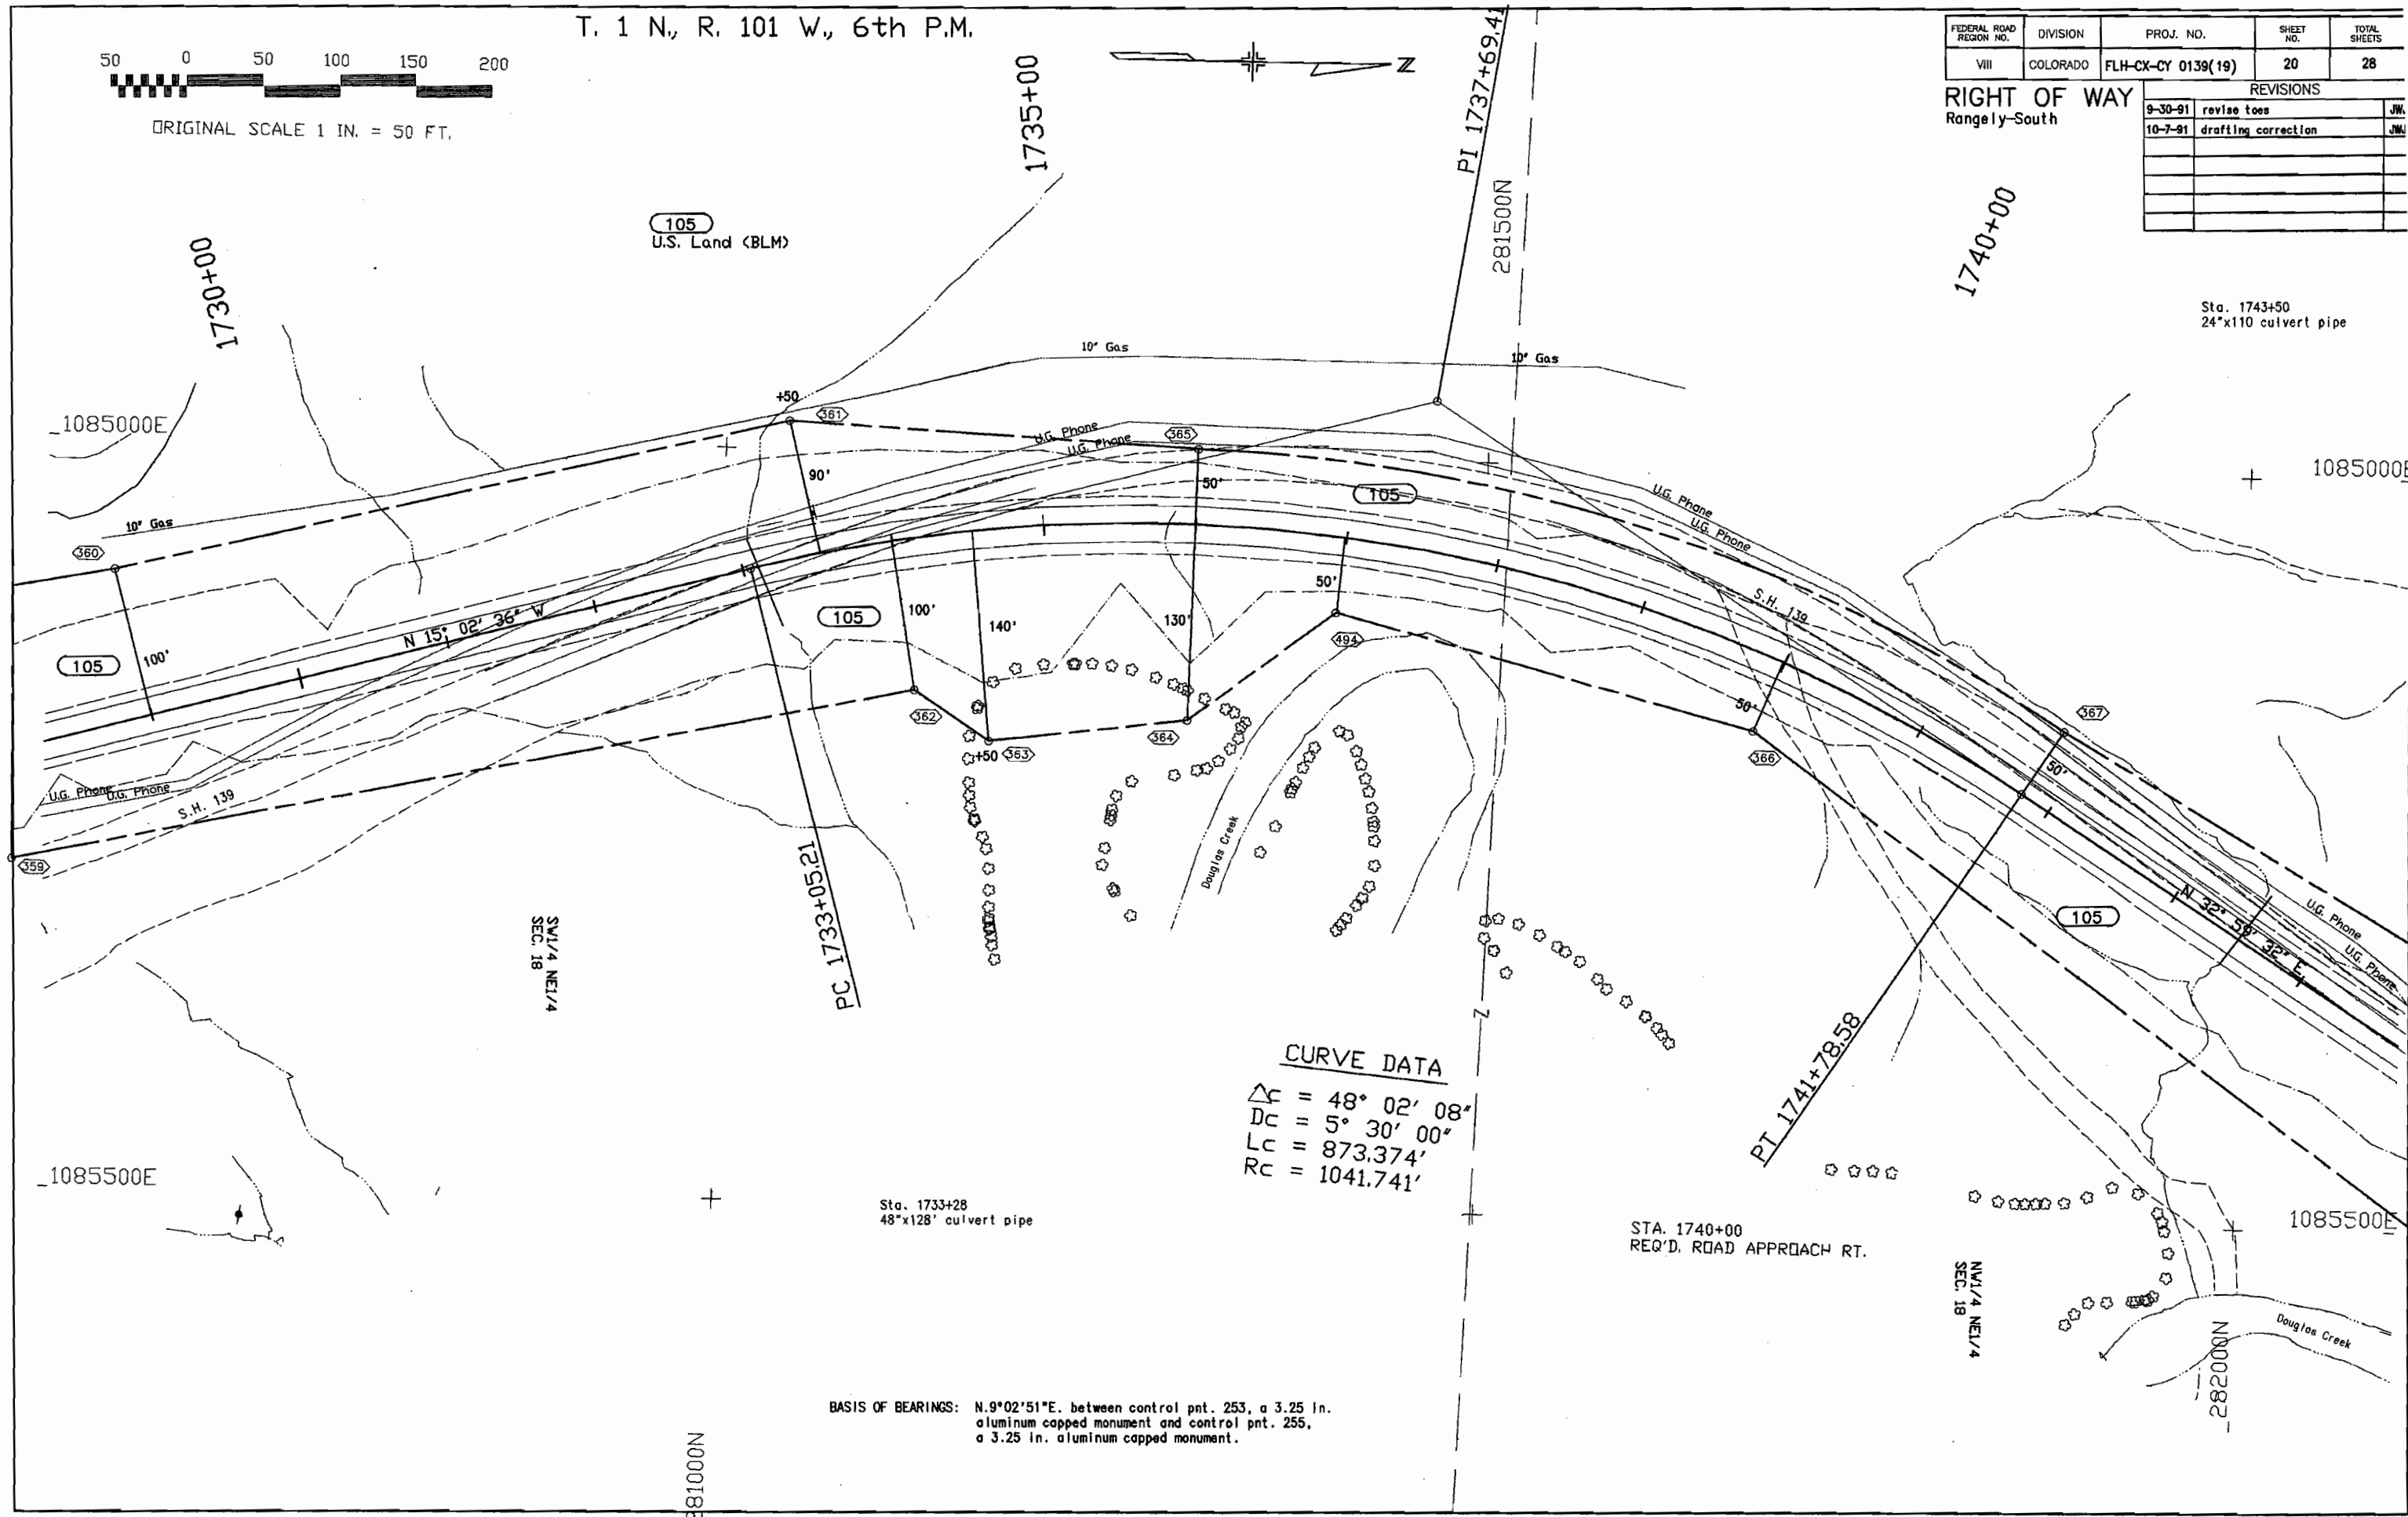 T. 1 N., R. 101 W., 6th P.M.
50 0 50 100 150 200
ORIGINAL SCALE 1 IN. = 50 FT.
Z
FEDERAL ROAD REGION NO.
DIVISION
PROJ. NO.
SHEET NO.
TOTAL SHEETS
VIII
COLORADO
FLH-CX-CY 0139(19)
20
28
RIGHT OF WAY
Rangely-South
REVISIONS
9-30-91 revise toes JW.
10-7-91 drafting correction
1730+00
1735+00
PI 1737+69.41
281500N
1740+00
105
U.S. Land (BLM)
Sta. 1743+50
24"x110 culvert pipe
10" Gas
10" Gas
+50
361
_1085000E
U.G. Phone
U.G. Phone
365
1085000E
90'
50'
105
U.G. Phone
U.G. Phone
10" Gas
360
S.H. 139
50'
N 15° 02' 36" W
105
100'
140'
130'
494
105
100'
362
+50
363
364
50'
366
367
50'
U.G. Phone
U.G. Phone
S.H. 139
359
PC 1733+05.21
Douglas Creek
SW1/4 NE1/4
SEC. 18
N 32° 59' 32" E
105
U.G. Phone
U.G. Phone
Z
PT 1741+78.58
CURVE DATA
Δc = 48° 02' 08"
Dc = 5° 30' 00"
Lc = 873.374'
Rc = 1041.741'
_1085500E
Sta. 1733+28
48"x128' culvert pipe
STA. 1740+00
REQ'D. ROAD APPROACH RT.
1085500E
NW1/4 NE1/4
SEC. 18
Douglas Creek
_282000N
BASIS OF BEARINGS: N.9°02'51"E. between control pnt. 253, a 3.25 in.
aluminum capped monument and control pnt. 255,
a 3.25 in. aluminum capped monument.
281000N